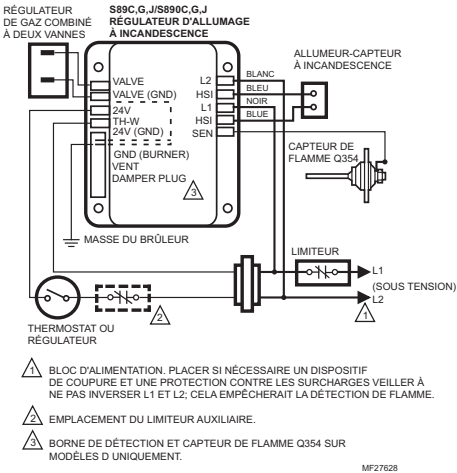 RÉGULATEUR
DE GAZ COMBINÉ
À DEUX VANNES
S89C,G,J/S890C,G,J
RÉGULATEUR D'ALLUMAGE
À INCANDESCENCE
ALLUMEUR-CAPTEUR
À INCANDESCENCE
VALVE
VALVE (GND)
24V
TH-W
24V (GND)
GND (BURNER)
VENT
DAMPER PLUG
3
L2
HSI
L1
HSI
SEN
BLANC
BLEU
NOIR
BLUE
CAPTEUR DE
FLAMME Q354
MASSE DU BRÛLEUR
LIMITEUR
L1
(SOUS TENSION)
L2
1
2
THERMOSTAT OU
RÉGULATEUR
1 BLOC D'ALIMENTATION. PLACER SI NÉCESSAIRE UN DISPOSITIF
DE COUPURE ET UNE PROTECTION CONTRE LES SURCHARGES VEILLER À
NE PAS INVERSER L1 ET L2; CELA EMPÊCHERAIT LA DÉTECTION DE FLAMME.
2 EMPLACEMENT DU LIMITEUR AUXILIAIRE.
3 BORNE DE DÉTECTION ET CAPTEUR DE FLAMME Q354 SUR
MODÈLES D UNIQUEMENT.
MF27628